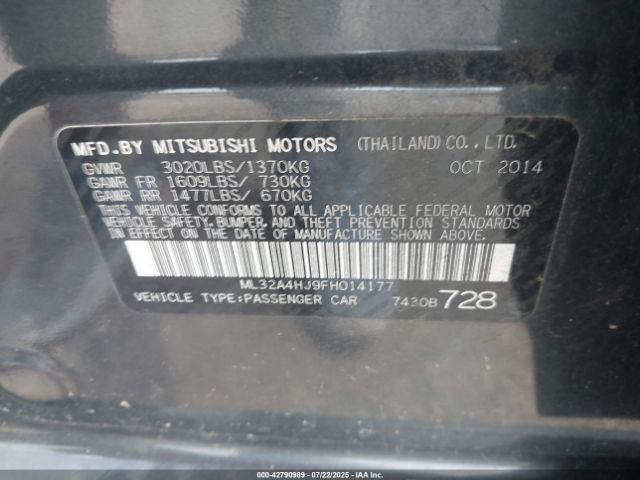 MFD.BY MITSUBISHI MOTORS (THAILAND)CO.,LTD.
GVWR 3020LBS/1370KG OCT 2014
GAWR FR 1609LBS/ 730KG
GAWR RR 1477LBS/ 670KG
THIS VEHICLE CONFORMS TO ALL APPLICABLE FEDERAL MOTOR
VEHICLE SAFETY,BUMPER,AND THEFT PREVENTION STANDARDS
IN EFFECT ON THE DATE OF MANUFACTURE SHOWN ABOVE.
ML32A4HJ9FH014177
VEHICLE TYPE:PASSENGER CAR 7430B 728
000-42790989 - 07/22/2025 - IAAI.COM